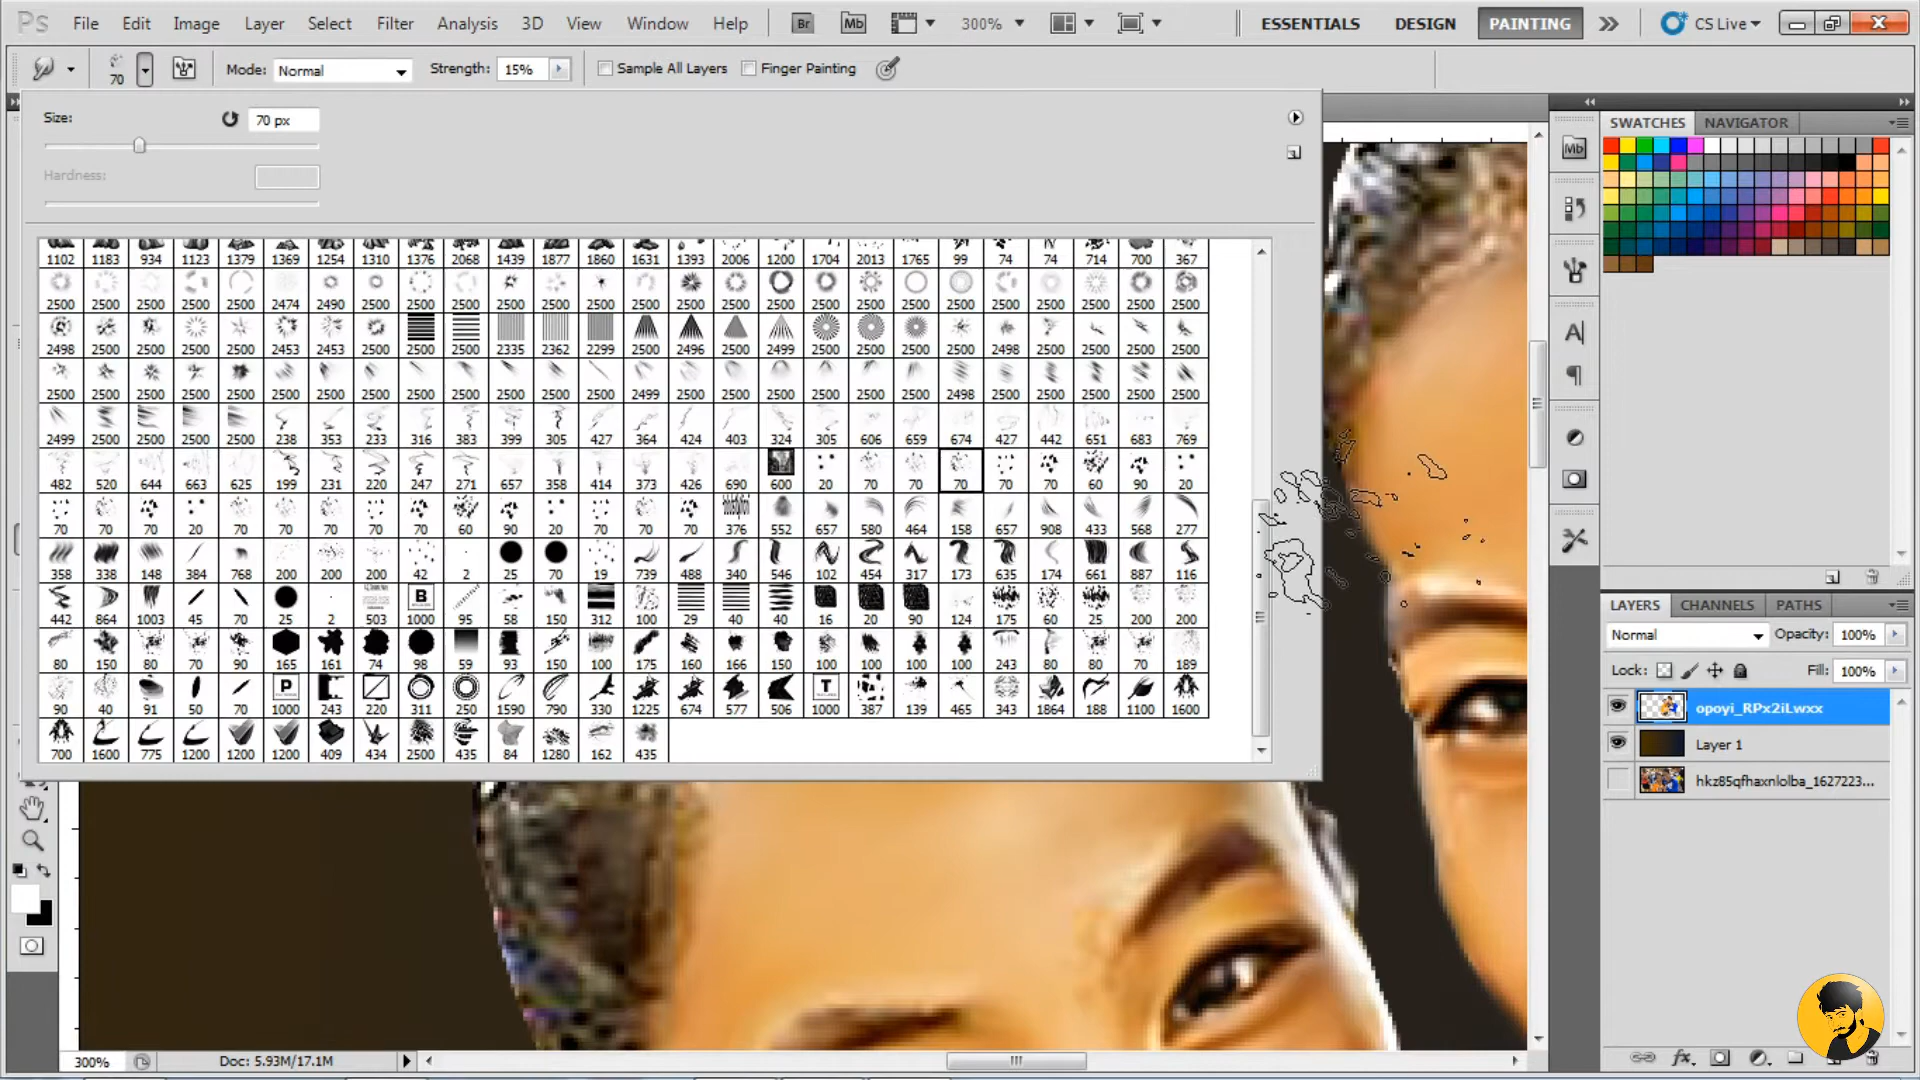 Ps File Edit Image Layer Select Filter Analysis 3D View Window Help Br Mb 300% ESSENTIALS DESIGN PAINTING CS Live
70 Mode: Normal Strength: 15% Sample All Layers Finger Painting
Size: 70 px
Hardness:
1102 1183 934 1123 1379 1369 1254 1310 1376 2068 1439 1877 1860 1631 1393 2006 1200 1704 2013 1765 99 74 74 714 700 367
2500 2500 2500 2500 2500 2474 2490 2500 2500 2500 2500 2500 2500 2500 2500 2500 2500 2500 2500 2500 2500 2500 2500 2500 2500 2500
2498 2500 2500 2500 2500 2453 2453 2500 2500 2500 2335 2362 2299 2500 2496 2500 2499 2500 2500 2500 2500 2498 2500 2500 2500 2500
2500 2500 2500 2500 2500 2500 2500 2500 2500 2500 2500 2500 2500 2499 2500 2500 2500 2500 2500 2500 2498 2500 2500 2500 2500 2500
2499 2500 2500 2500 2500 238 353 233 316 383 399 305 427 364 424 403 324 305 606 659 674 427 442 651 683 769
482 520 644 663 625 199 231 220 247 271 657 358 414 373 426 690 600 20 70 70 70 70 70 60 90 20
70 70 70 20 70 70 70 70 70 60 90 20 70 70 70 376 552 657 580 464 158 657 908 433 568 277
358 338 148 384 768 200 200 200 42 2 25 70 19 739 488 340 546 102 454 317 173 635 174 661 887 116
B
442 864 1003 45 70 25 2 503 1000 95 58 150 312 100 29 40 40 16 20 90 124 175 60 25 200 200
80 150 80 70 90 165 161 74 98 59 93 150 100 175 160 166 150 100 100 100 100 243 80 80 70 189
P T
90 40 91 50 70 1000 243 220 311 250 1590 790 330 1225 674 577 506 1000 387 139 465 343 1864 188 1100 1600
700 1600 775 1200 1200 1200 409 434 2500 435 84 1280 162 435
SWATCHES NAVIGATOR
Mb
A
LAYERS CHANNELS PATHS
Normal Opacity: 100%
Lock: Fill: 100%
opoyi_RPx2iLwxx
Layer 1
hkz85qfhaxnlolba_1627223...
fx
300% Doc: 5.93M/17.1M